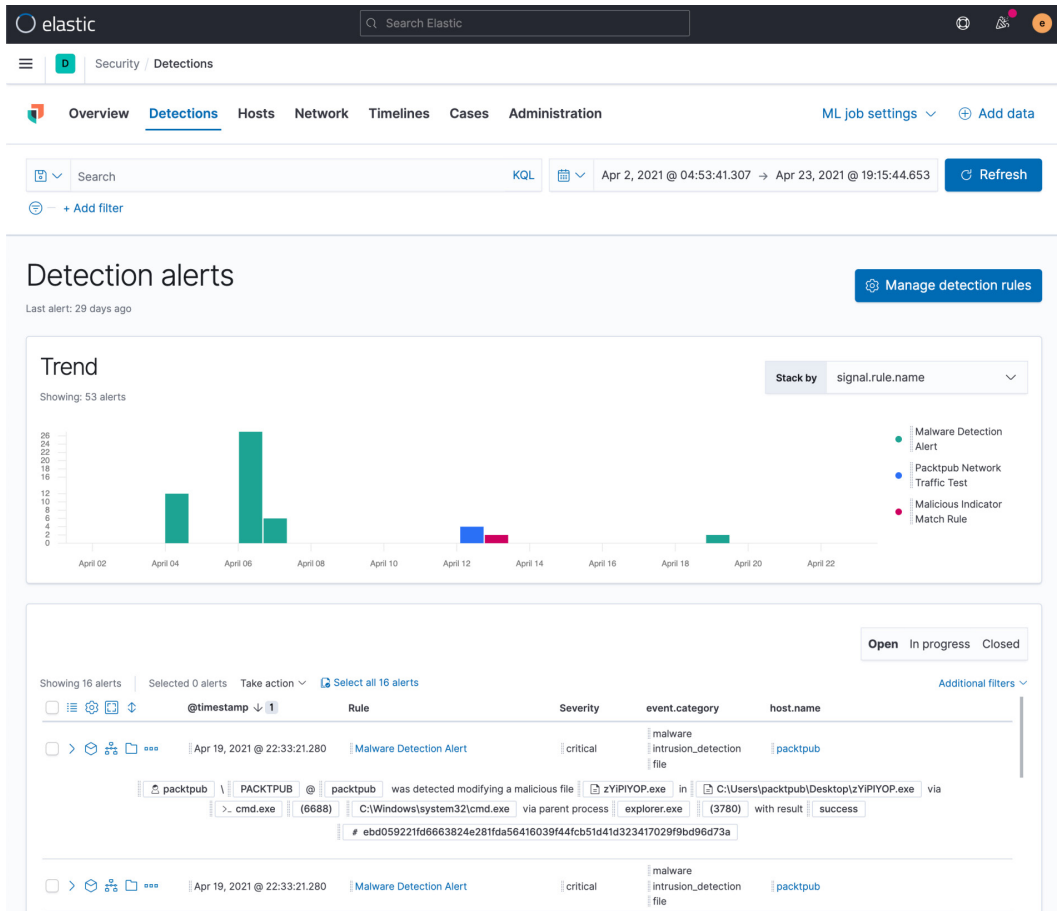 elastic
Search Elastic
e
D
Security / Detections
Overview Detections Hosts Network Timelines Cases Administration
ML job settings
Add data
Search
KQL
Apr 2, 2021 @ 04:53:41.307 → Apr 23, 2021 @ 19:15:44.653
Refresh
+ Add filter
Detection alerts
Manage detection rules
Last alert: 29 days ago
Trend
Stack by signal.rule.name
Showing: 53 alerts
26
24
22
20
18
16
12
10
8
6
4
2
0
April 02 April 04 April 06 April 08 April 10 April 12 April 14 April 16 April 18 April 20 April 22
Malware Detection
Alert
Packtpub Network
Traffic Test
Malicious Indicator
Match Rule
Open In progress Closed
Showing 16 alerts Selected 0 alerts Take action Select all 16 alerts
Additional filters
@timestamp ↓ 1 Rule Severity event.category host.name
malware
Apr 19, 2021 @ 22:33:21.280 Malware Detection Alert critical intrusion_detection packtpub
file
packtpub \ PACKTPUB @ packtpub was detected modifying a malicious file zYiPIYOP.exe in C:\Users\packtpub\Desktop\zYiPIYOP.exe via
>_ cmd.exe (6688) C:\Windows\system32\cmd.exe via parent process explorer.exe (3780) with result success
# ebd059221fd6663824e281fda56416039f44fcb51d41d323417029f9bd96d73a
malware
Apr 19, 2021 @ 22:33:21.280 Malware Detection Alert critical intrusion_detection packtpub
file